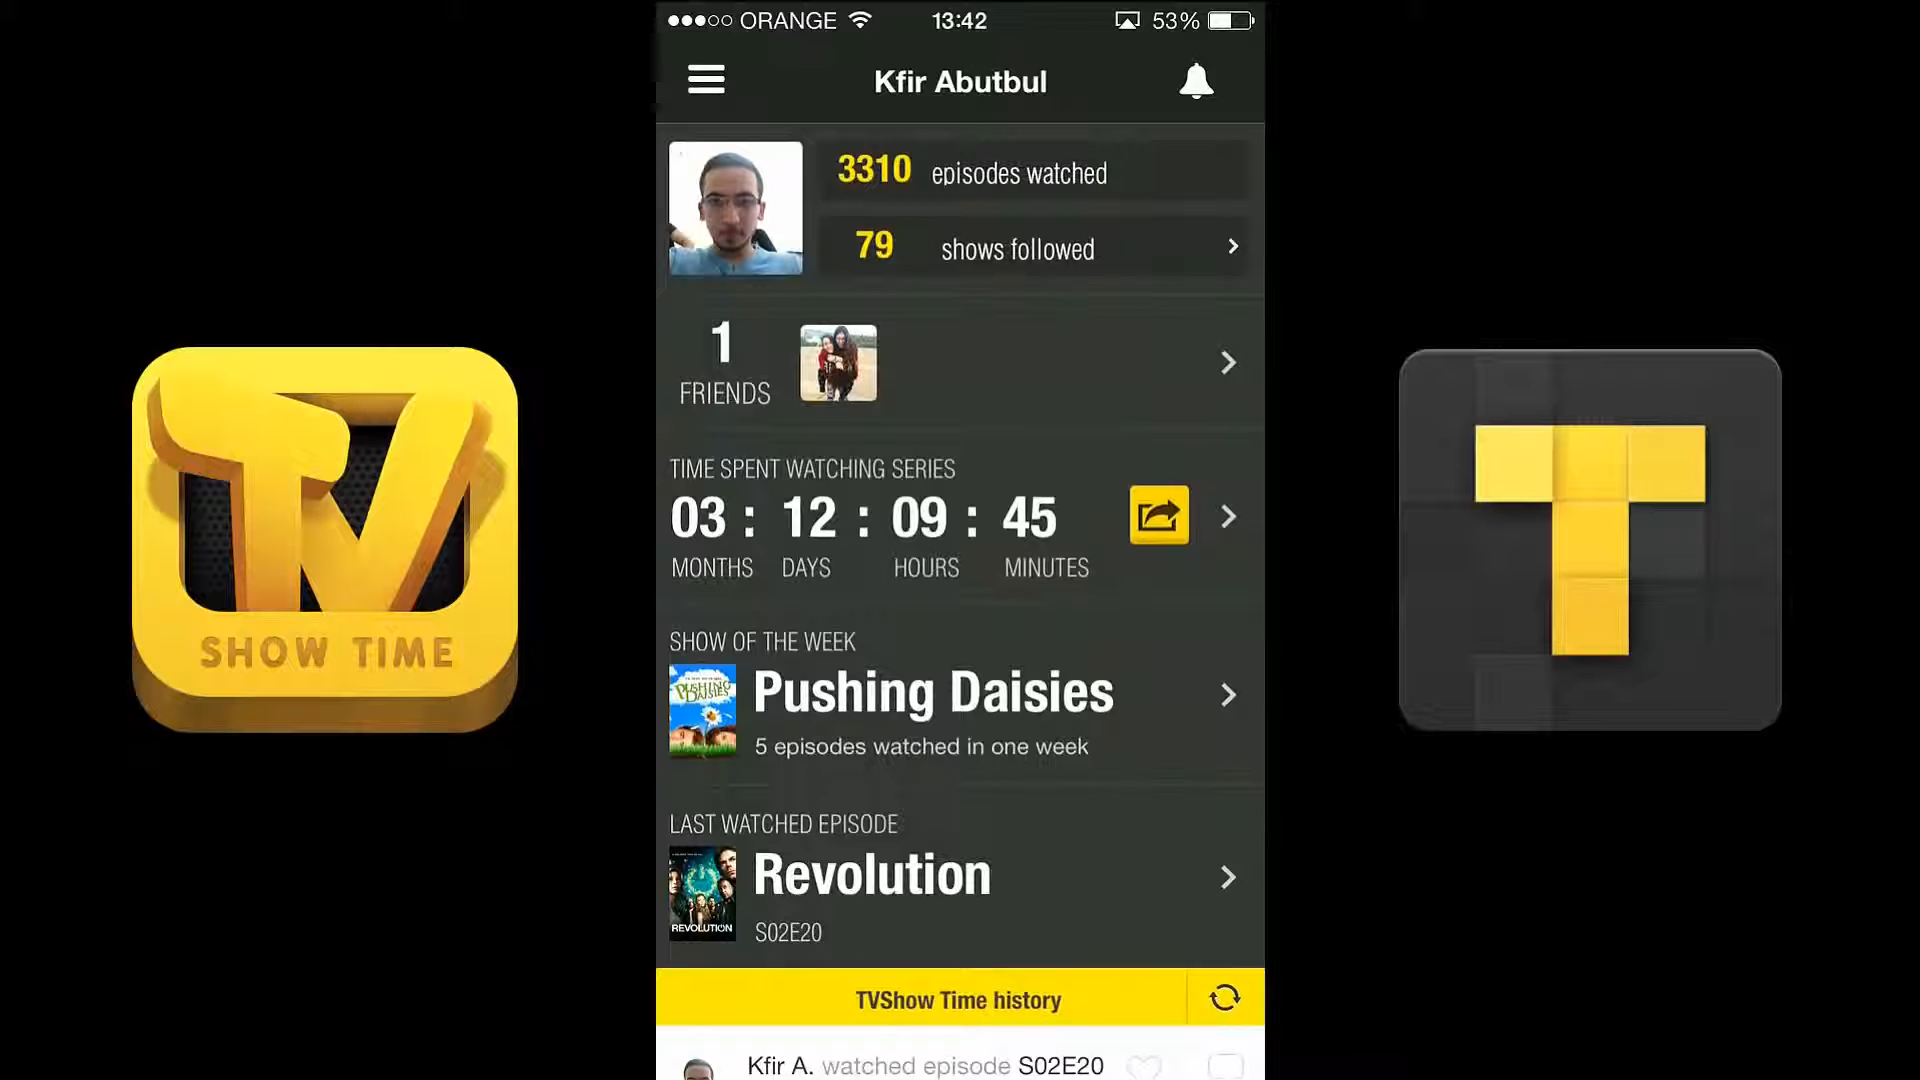 ORANGE 13:42 53%
Kfir Abutbul
3310 episodes watched
79 shows followed
1
FRIENDS
TIME SPENT WATCHING SERIES
03 : 12 : 09 : 45
MONTHS DAYS HOURS MINUTES
SHOW OF THE WEEK
PUSHING DAISIES
Pushing Daisies
5 episodes watched in one week
LAST WATCHED EPISODE
Revolution
REVOLUTION
S02E20
TVShow Time history
Kfir A. watched episode S02E20
TV
SHOW TIME
T